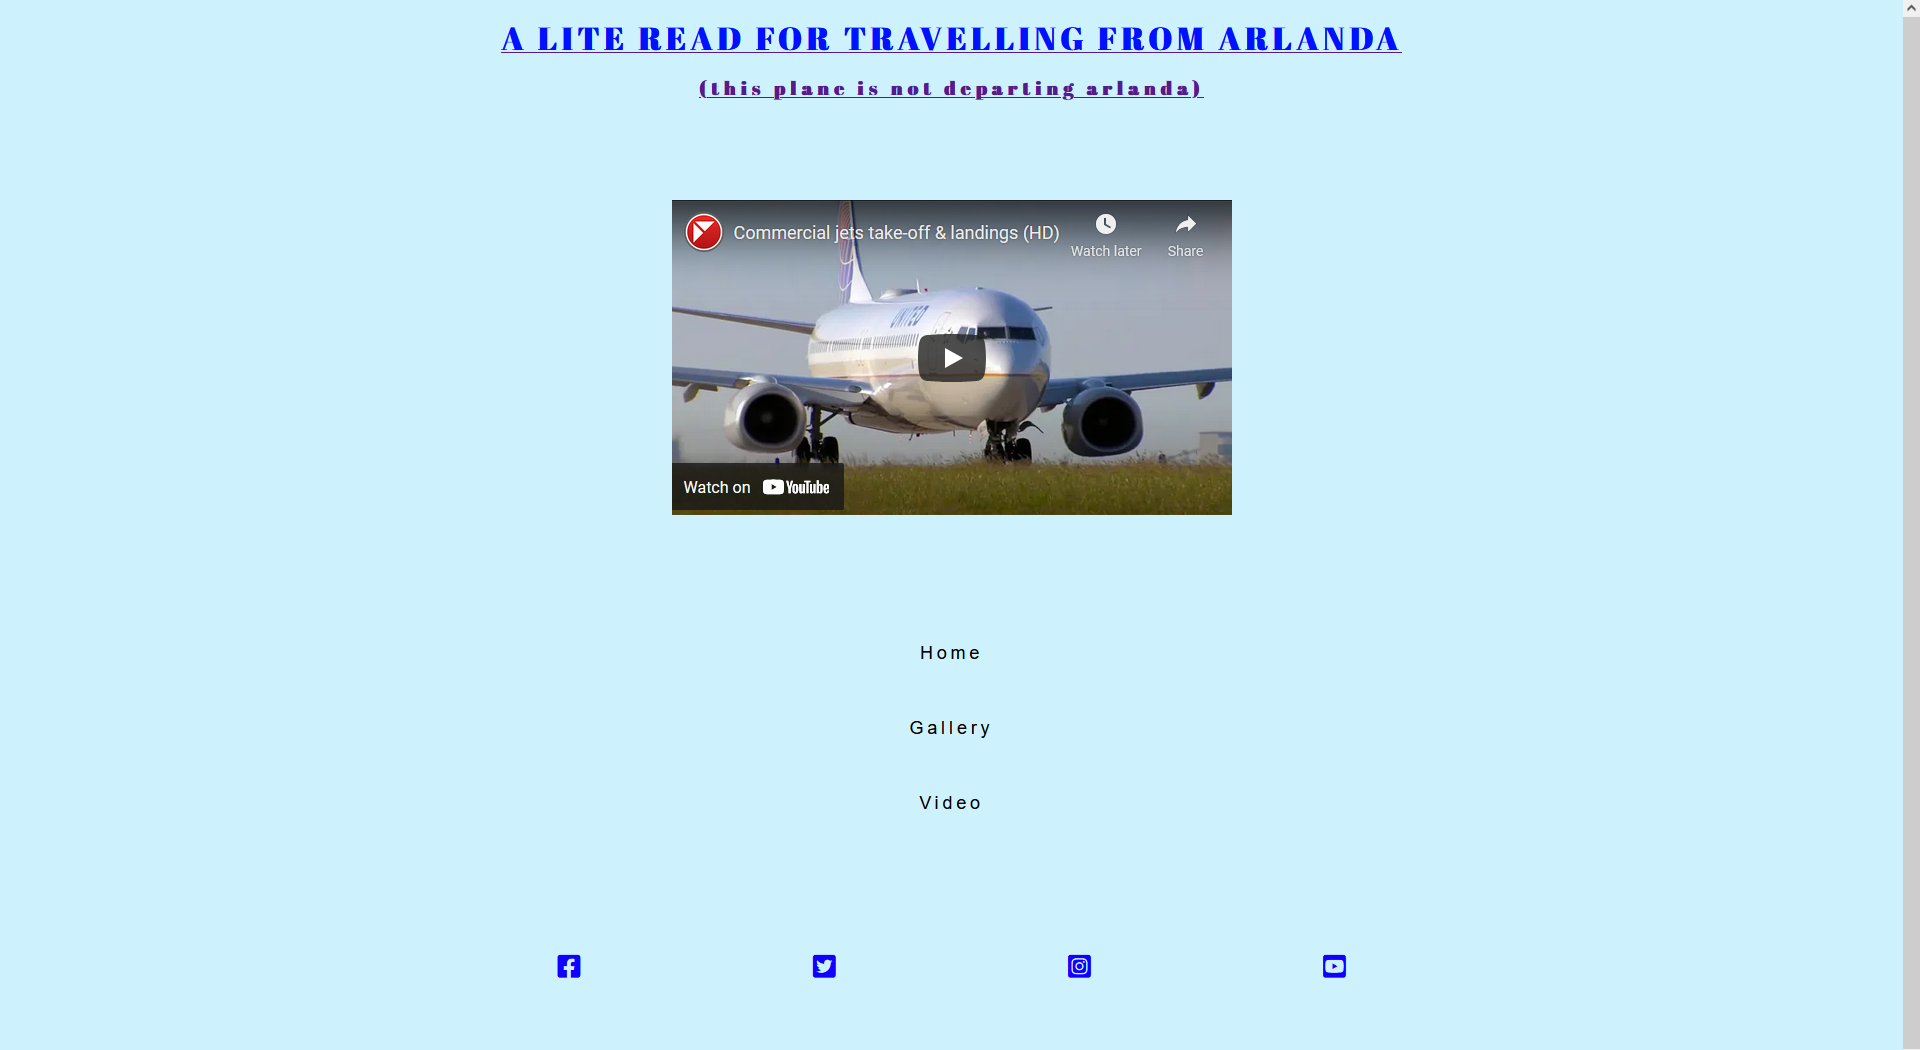 A LITE READ FOR TRAVELLING FROM ARLANDA
(this plane is not departing arlanda)
Commercial jets take-off & landings (HD)
Watch later
Share
UNITED
Watch on YouTube
Home
Gallery
Video